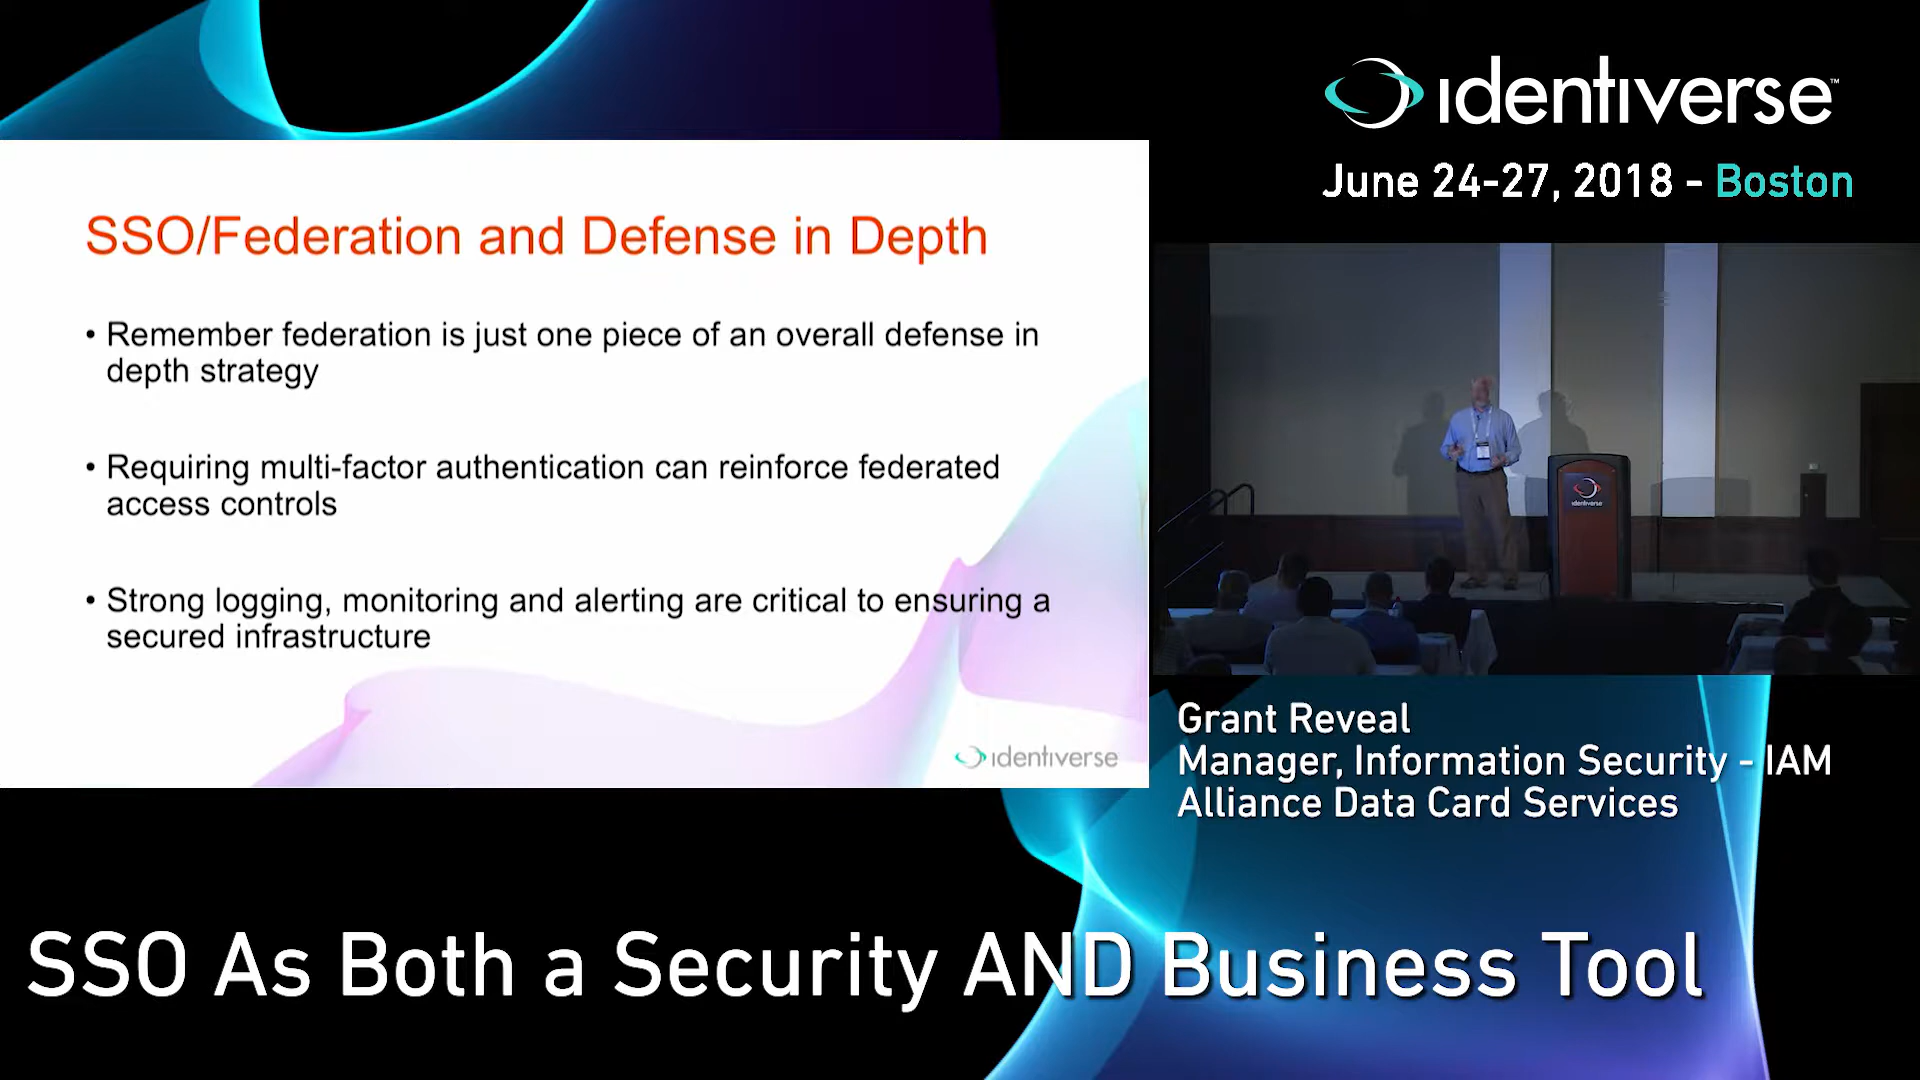 identiverse™
June 24-27, 2018 - Boston
SSO/Federation and Defense in Depth
• Remember federation is just one piece of an overall defense in
depth strategy
• Requiring multi-factor authentication can reinforce federated
access controls
• Strong logging, monitoring and alerting are critical to ensuring a
secured infrastructure
identiverse
identiverse
Grant Reveal
Manager, Information Security - IAM
Alliance Data Card Services
SSO As Both a Security AND Business Tool